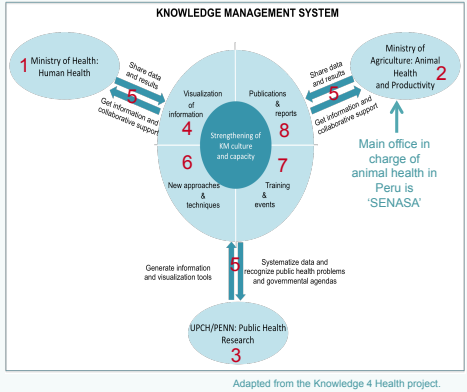 KNOWLEDGE MANAGEMENT SYSTEM
1
Ministry of Health:
Human Health
Share data
and results
5
Get information and
collaborative support
Ministry of
Agriculture: Animal
Health
and Productivity
2
Share data
and results
5
Get information and
collaborative support
Visualization
of
information
4
Publications
&
reports
8
Strengthening of
KM culture
and capacity
6
New approaches
&
techniques
7
Training
&
events
Main office in
charge of
animal health in
Peru is
‘SENASA’
Generate information
and visualization tools
5
Systematize data and
recognize public health problems
and governmental agendas
UPCH/PENN: Public Health
Research
3
Adapted from the Knowledge 4 Health project.